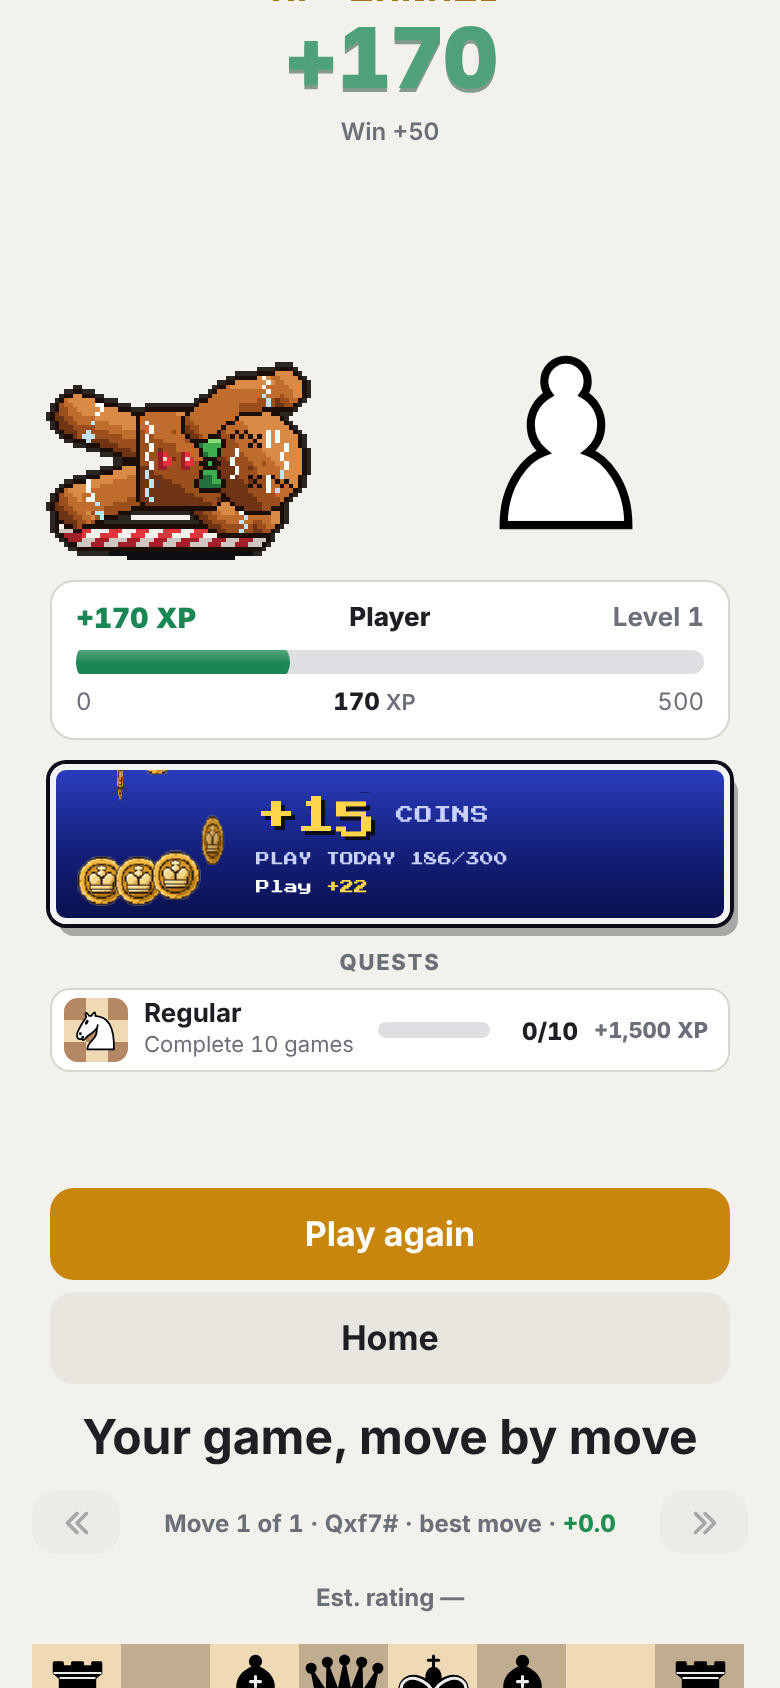 +170
Win +50
+170 XP Player Level 1
0 170 XP 500
+15 COINS
PLAY TODAY 186/300
Play +22
QUESTS
Regular
Complete 10 games
0/10 +1,500 XP
Play again
Home
Your game, move by move
Move 1 of 1 · Qxf7# · best move · +0.0
Est. rating —